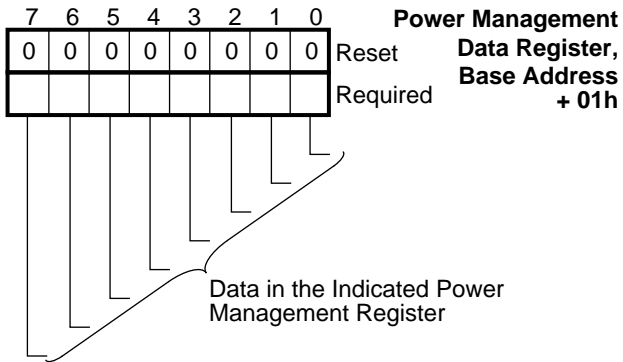 7 6 5 4 3 2 1 0
0 0 0 0 0 0 0 0 Reset
Required
Power Management
Data Register,
Base Address
+ 01h
Data in the Indicated Power
Management Register